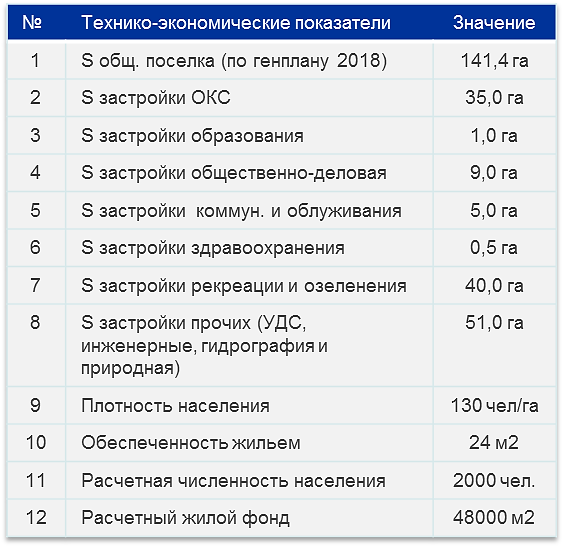 № Технико-экономические показатели Значение
1 S общ. поселка (по генплану 2018) 141,4 га
2 S застройки ОКС 35,0 га
3 S застройки образования 1,0 га
4 S застройки общественно-деловая 9,0 га
5 S застройки коммун. и облуживания 5,0 га
6 S застройки здравоохранения 0,5 га
7 S застройки рекреации и озеленения 40,0 га
8 S застройки прочих (УДС, 51,0 га
инженерные, гидрография и
природная)
9 Плотность населения 130 чел/га
10 Обеспеченность жильем 24 м2
11 Расчетная численность населения 2000 чел.
12 Расчетный жилой фонд 48000 м2